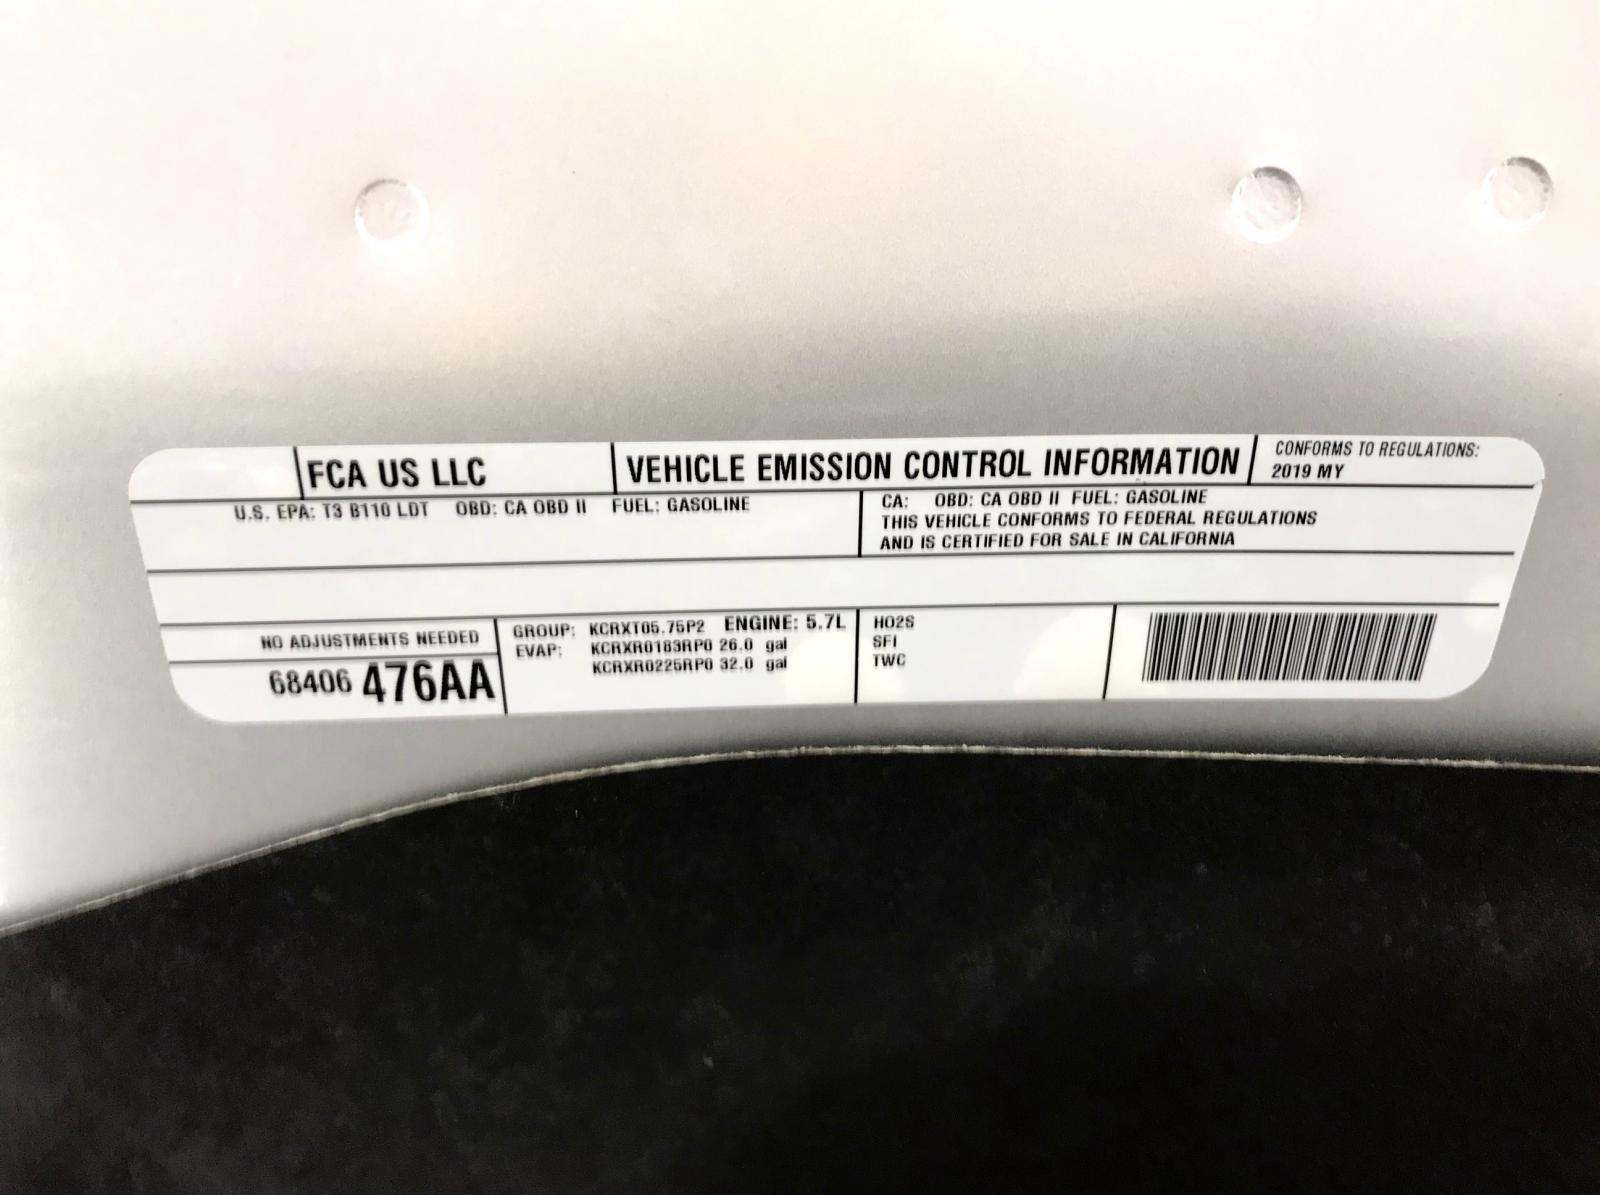 FCA US LLC
VEHICLE EMISSION CONTROL INFORMATION
CONFORMS TO REGULATIONS:
2019 MY
U.S. EPA: T3 B110 LDT OBD: CA OBD II FUEL: GASOLINE
CA: OBD: CA OBD II FUEL: GASOLINE
THIS VEHICLE CONFORMS TO FEDERAL REGULATIONS
AND IS CERTIFIED FOR SALE IN CALIFORNIA
NO ADJUSTMENTS NEEDED
68406 476AA
GROUP: KCRXT05.75P2 ENGINE: 5.7L
EVAP: KCRXR0183RP0 26.0 gal
KCRXR0225RP0 32.0 gal
HO2S
SFI
TWC